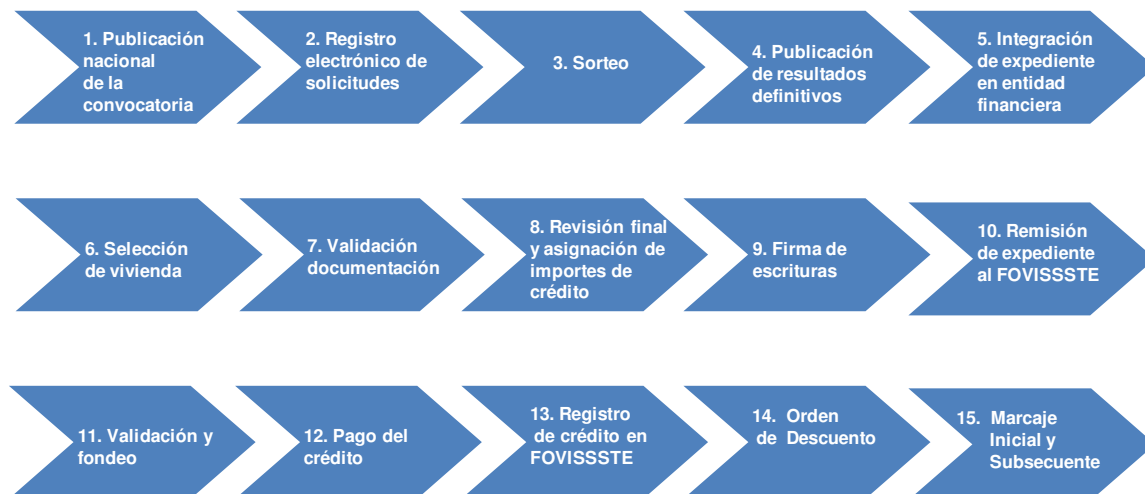 1. Publicación
nacional
de la
convocatoria
2. Registro
electrónico de
solicitudes
3. Sorteo
4. Publicación
de resultados
definitivos
5. Integración
de expediente
en entidad
financiera
6. Selección
de vivienda
7. Validación
documentación
8. Revisión final
y asignación de
importes de
crédito
9. Firma de
escrituras
10. Remisión
de expediente
al FOVISSSTE
11. Validación y
fondeo
12. Pago del
crédito
13. Registro
de crédito en
FOVISSSTE
14. Orden
de Descuento
15. Marcaje
Inicial y
Subsecuente